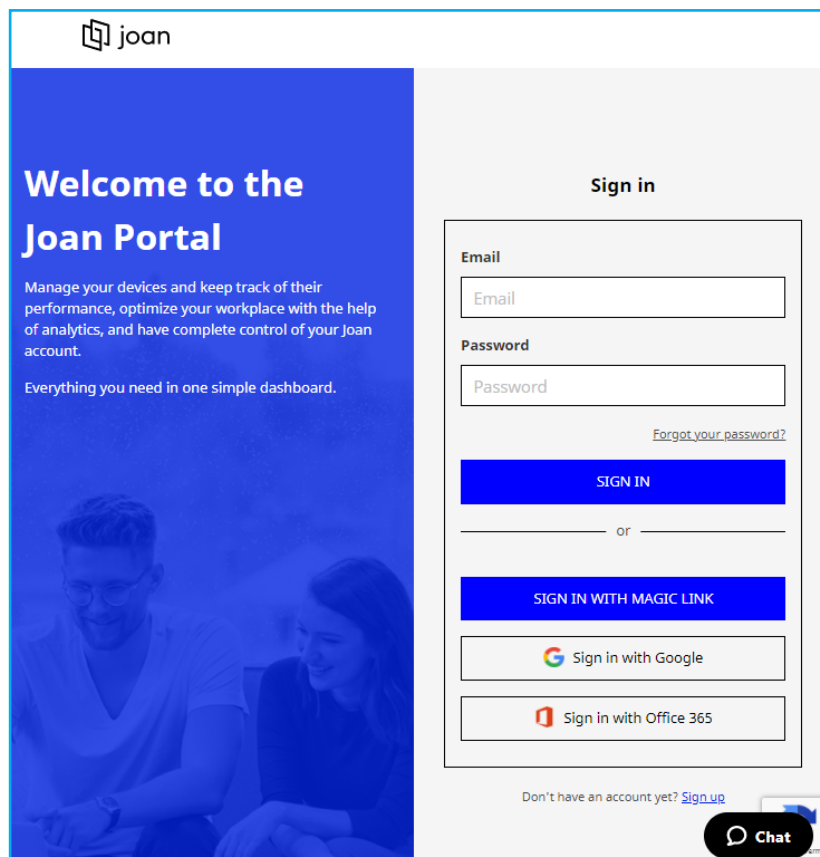 joan
Welcome to the
Joan Portal
Manage your devices and keep track of their
performance, optimize your workplace with the help
of analytics, and have complete control of your Joan
account.
Everything you need in one simple dashboard.
Sign in
Email
Email
Password
Password
Forgot your password?
SIGN IN
or
SIGN IN WITH MAGIC LINK
Sign in with Google
Sign in with Office 365
Don't have an account yet? Sign up
Chat